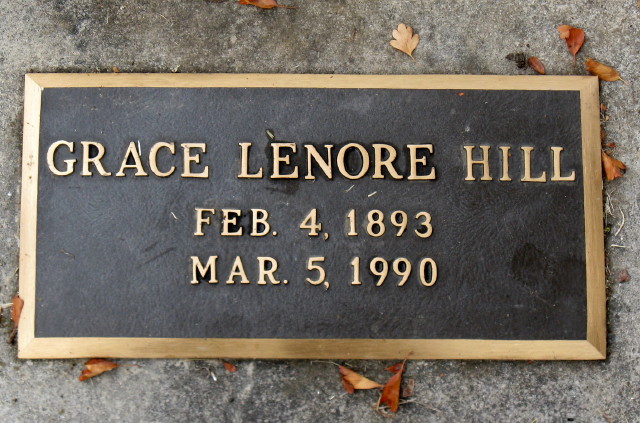 GRACE LENORE HILL
FEB. 4, 1893
MAR. 5, 1990